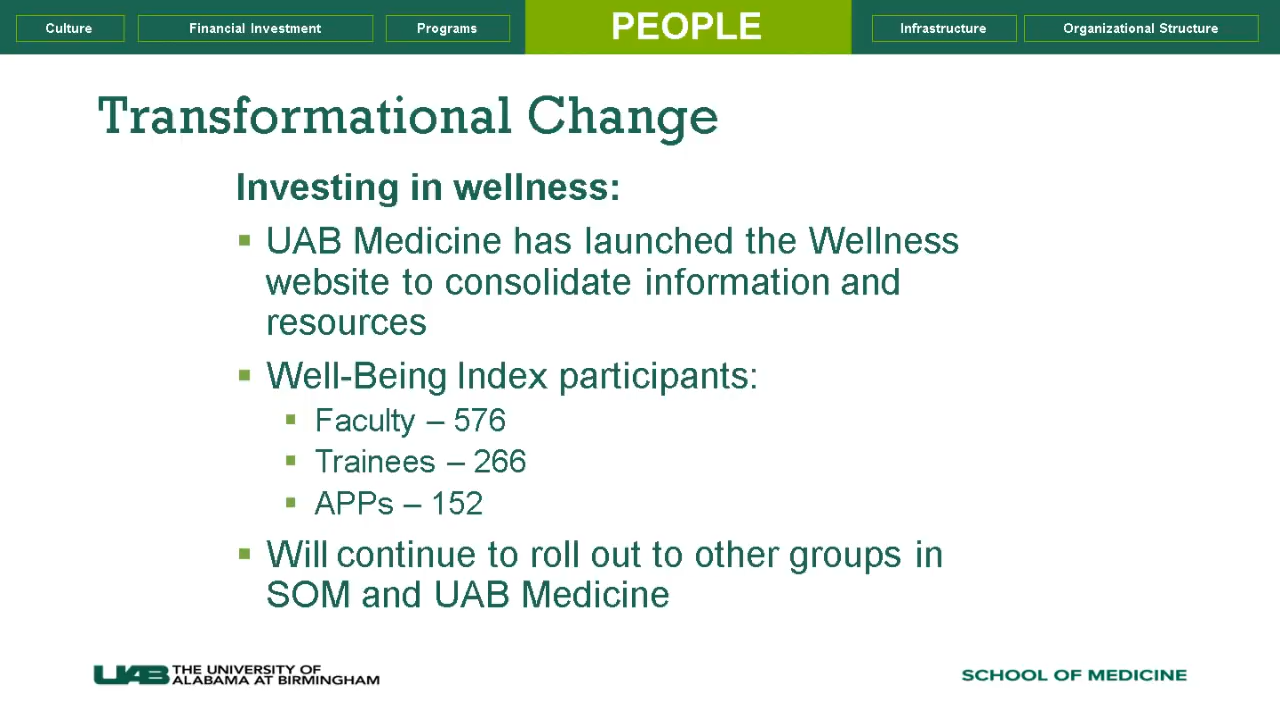 Culture
Financial Investment
Programs
PEOPLE
Infrastructure
Organizational Structure
Transformational Change
Investing in wellness:
▪ UAB Medicine has launched the Wellness
website to consolidate information and
resources
▪ Well-Being Index participants:
▪ Faculty – 576
▪ Trainees – 266
▪ APPs – 152
▪ Will continue to roll out to other groups in
SOM and UAB Medicine
UAB THE UNIVERSITY OF
ALABAMA AT BIRMINGHAM
SCHOOL OF MEDICINE